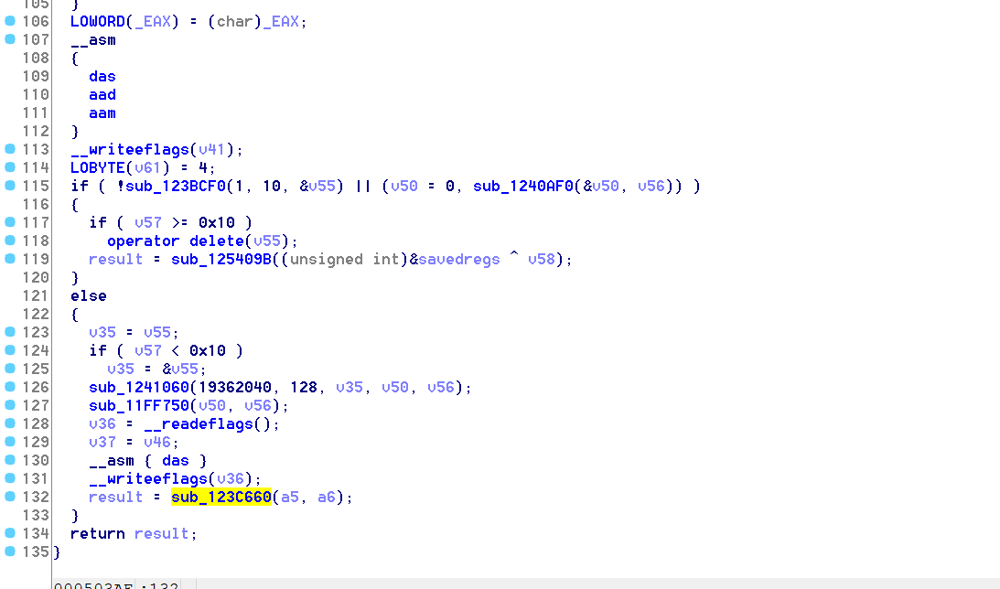 105 }
106 LOWORD(_EAX) = (char)_EAX;
107 __asm
108 {
109 das
110 aad
111 aam
112 }
113 __writeeflags(v41);
114 LOBYTE(v61) = 4;
115 if ( !sub_123BCF0(1, 10, &v55) || (v50 = 0, sub_1240AF0(&v50, v56)) )
116 {
117 if ( v57 >= 0x10 )
118 operator delete(v55);
119 result = sub_125409B((unsigned int)&savedregs ^ v58);
120 }
121 else
122 {
123 v35 = v55;
124 if ( v57 < 0x10 )
125 v35 = &v55;
126 sub_1241060(19362040, 128, v35, v50, v56);
127 sub_11FF750(v50, v56);
128 v36 = __readeflags();
129 v37 = v46;
130 __asm { das }
131 __writeeflags(v36);
132 result = sub_123C660(a5, a6);
133 }
134 return result;
135 }